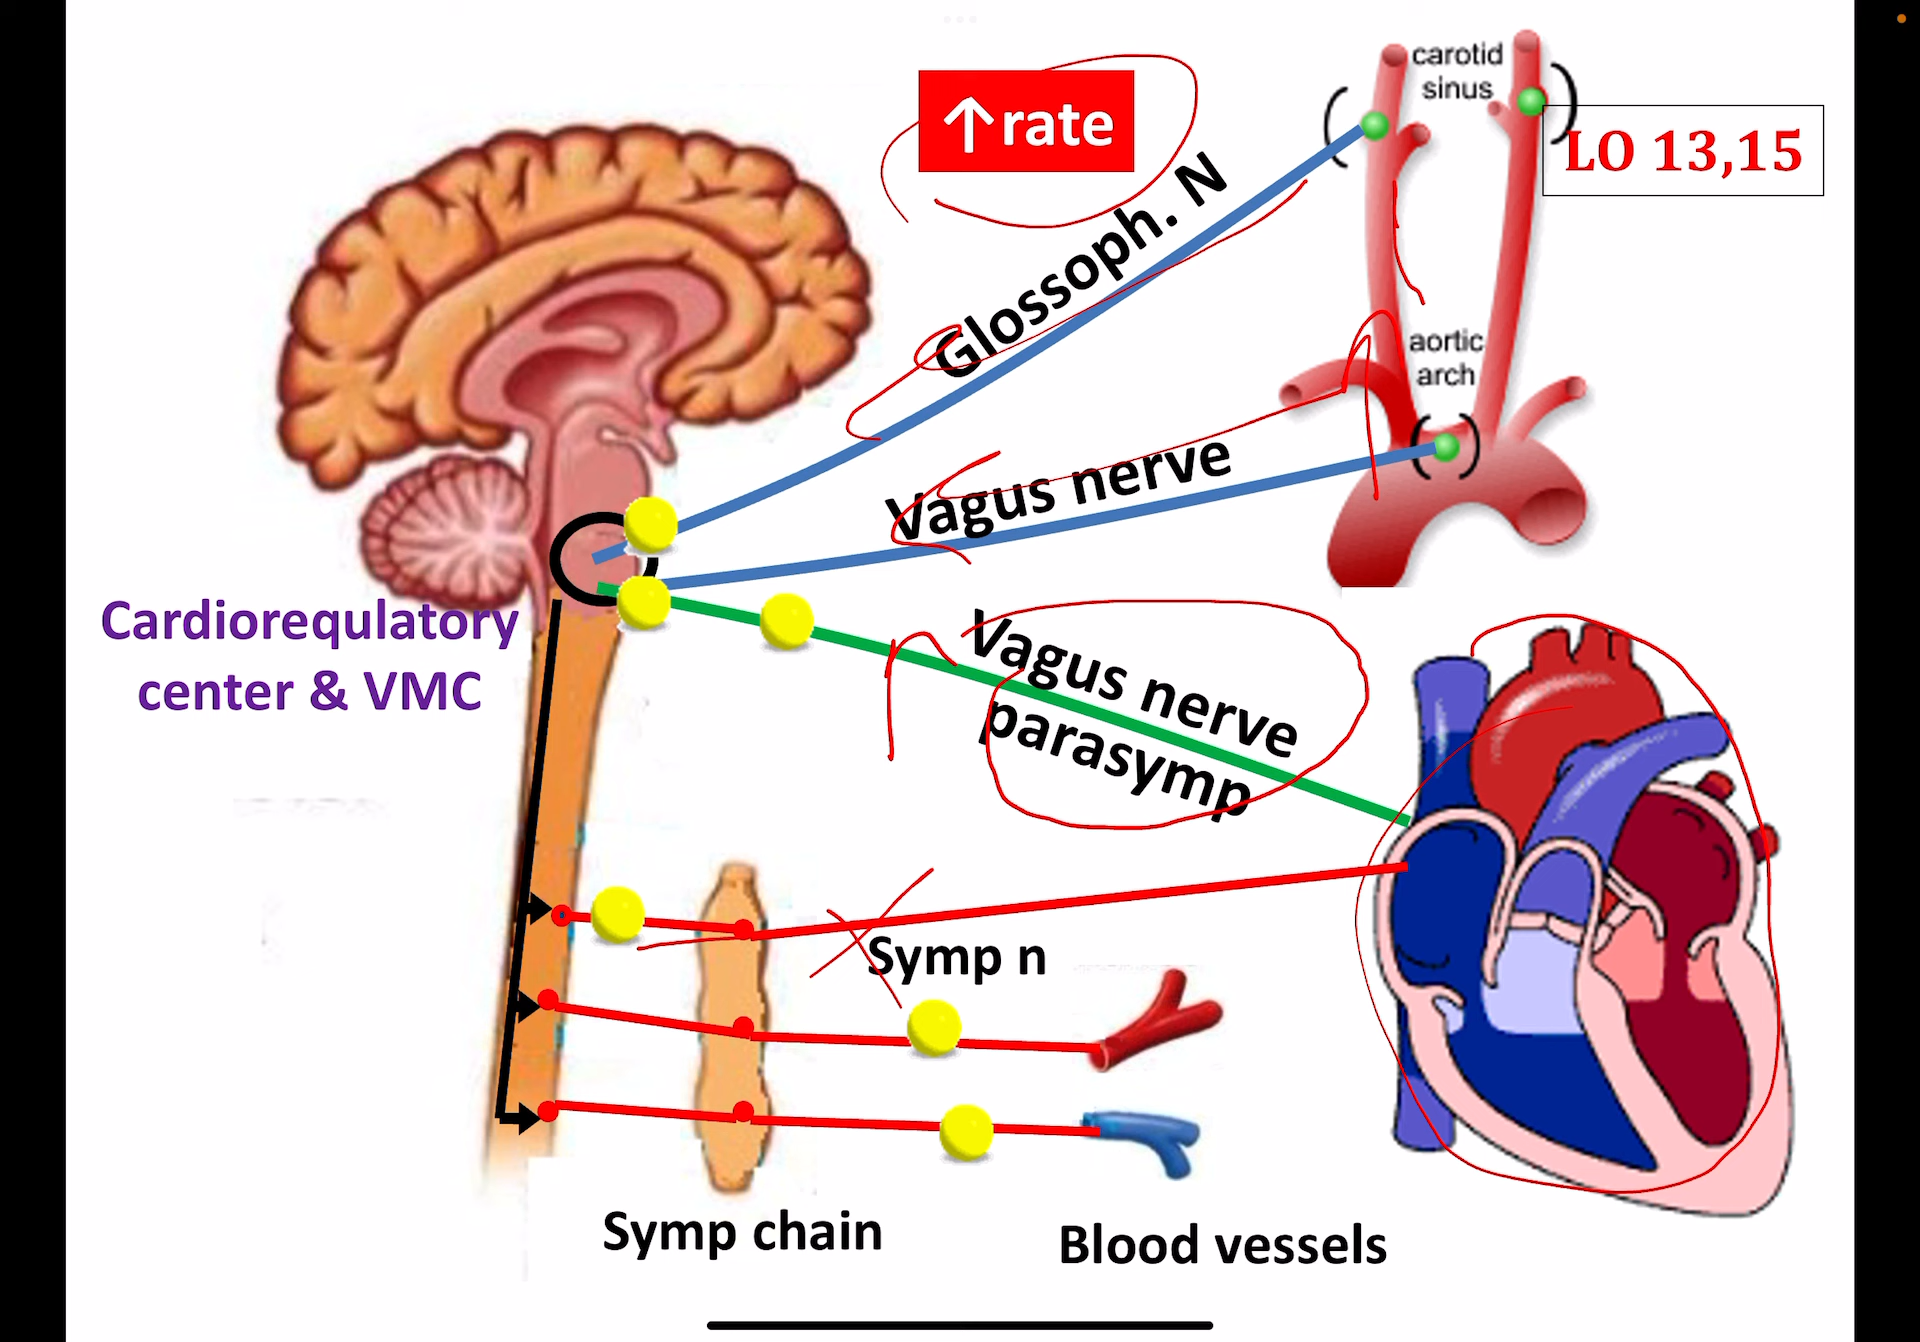 ↑rate
carotid
sinus
LO 13,15
Glossoph. N
aortic
arch
Vagus nerve
Cardiorequlatory
center & VMC
Vagus nerve
parasymp
Symp n
Symp chain
Blood vessels